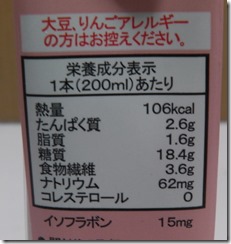 大豆、りんごアレルギー
の方はお控えください。
栄養成分表示
1本(200ml)あたり
熱量 106kcal
たんぱく質 2.6g
脂質 1.6g
糖質 18.4g
食物繊維 3.6g
ナトリウム 62mg
コレステロール 0
イソフラボン 15mg